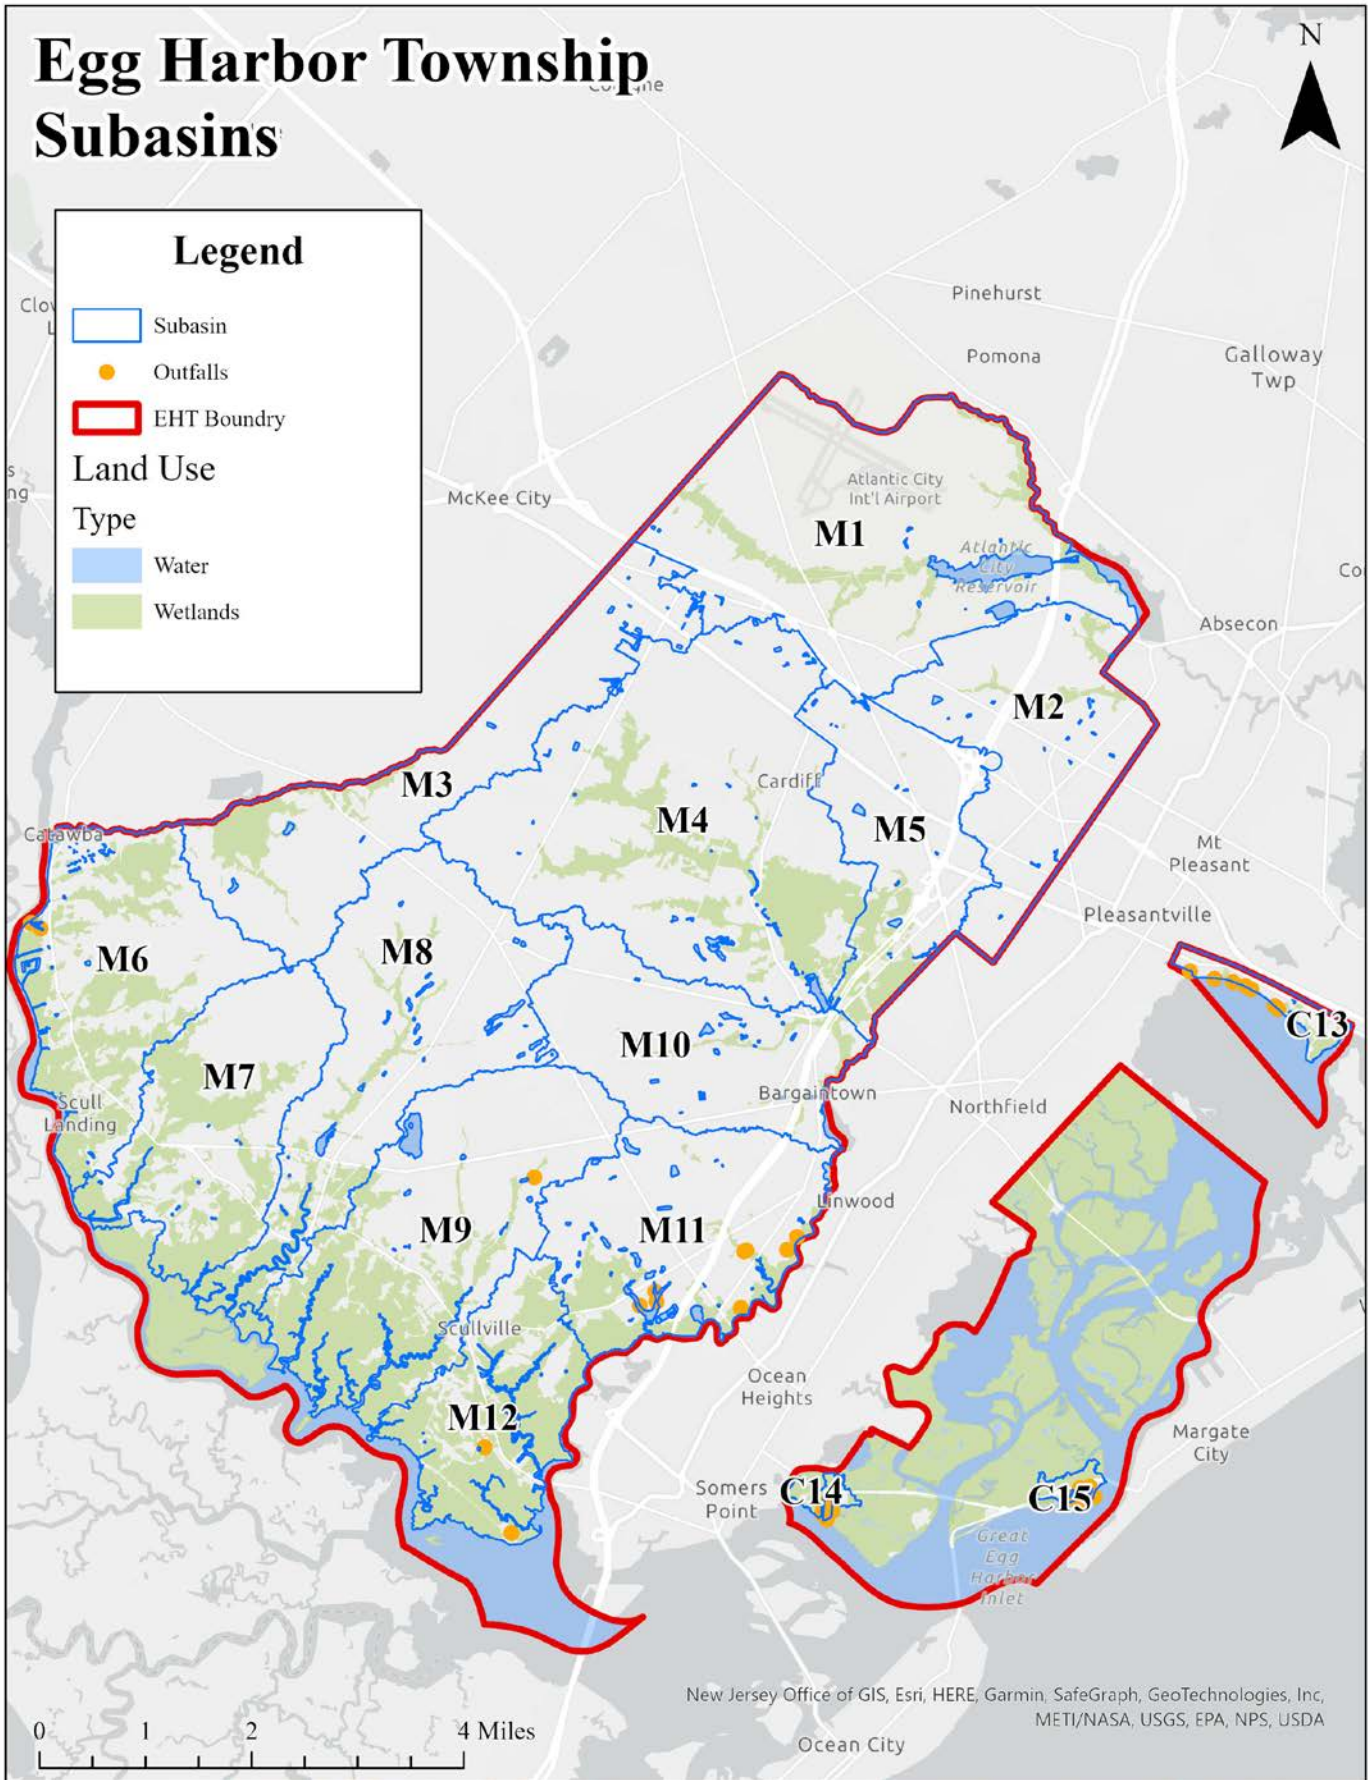 Egg Harbor Township
Subasins
N
Legend
Subasin
Outfalls
EHT Boundry
Land Use
Type
Water
Wetlands
Pinehurst
Pomona
Galloway
Twp
McKee City
Atlantic City
Int'l Airport
M1
Atlantic
City
Reservoir
Absecon
M2
M3
Cardiff
M4
M5
Catawba
Mt
Pleasant
Pleasantville
M6
M8
C13
M10
M7
Bargaintown
Northfield
Scull
Landing
Linwood
M9
M11
Scullville
Ocean
Heights
M12
Margate
City
Somers
Point
C14
C15
Great
Egg
Harbor
Inlet
New Jersey Office of GIS, Esri, HERE, Garmin, SafeGraph, GeoTechnologies, Inc,
METI/NASA, USGS, EPA, NPS, USDA
0 1 2 4 Miles
Ocean City